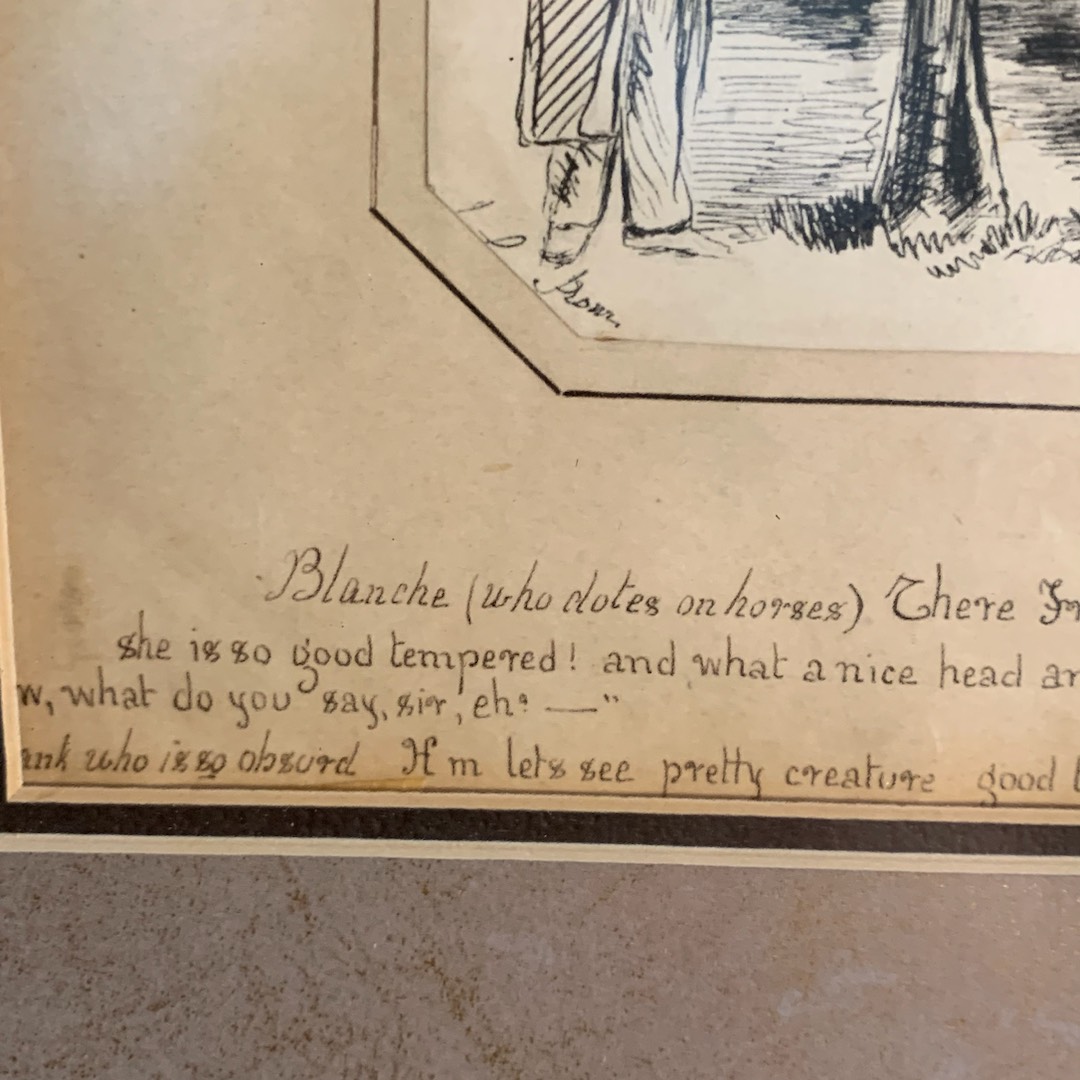 Brown
Blanche (who dotes on horses) There
she is so good tempered! and what a nice head
w, what do you say, sir, eh? —"
ank who is so obsurd H'm lets see pretty creature good